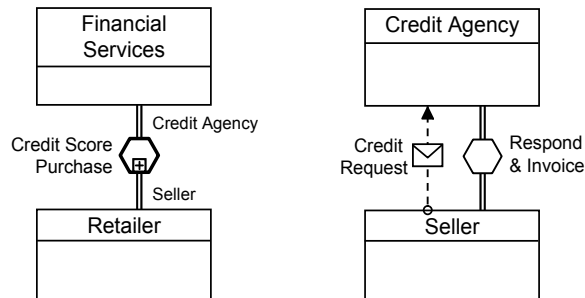 Financial
Services
Credit Agency
Credit Score
Purchase
Seller
Retailer
Credit Agency
Credit
Request
Respond
& Invoice
Seller